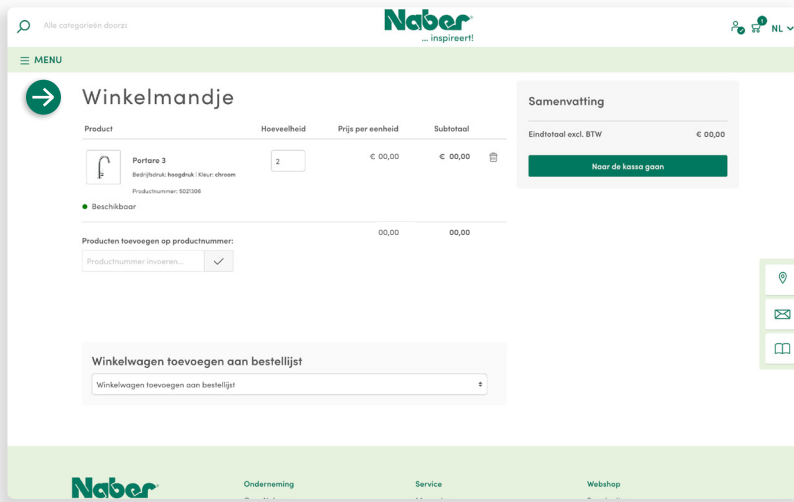 Alle categorieën doorzs
Naber®
... inspireert!
1
NL
MENU
Winkelmandje
Product Hoeveelheid Prijs per eenheid Subtotaal
Portare 3
2
€ 00,00
€ 00,00
Bedrijfsdruk: hoogdruk | Kleur: chroom
Productnummer: 5021306
Beschikbaar
00,00
00,00
Producten toevoegen op productnummer:
Productnummer invoeren...
Samenvatting
Eindtotaal excl. BTW € 00,00
Naar de kassa gaan
Winkelwagen toevoegen aan bestellijst
Winkelwagen toevoegen aan bestellijst
Naber®
Onderneming
Service
Webshop